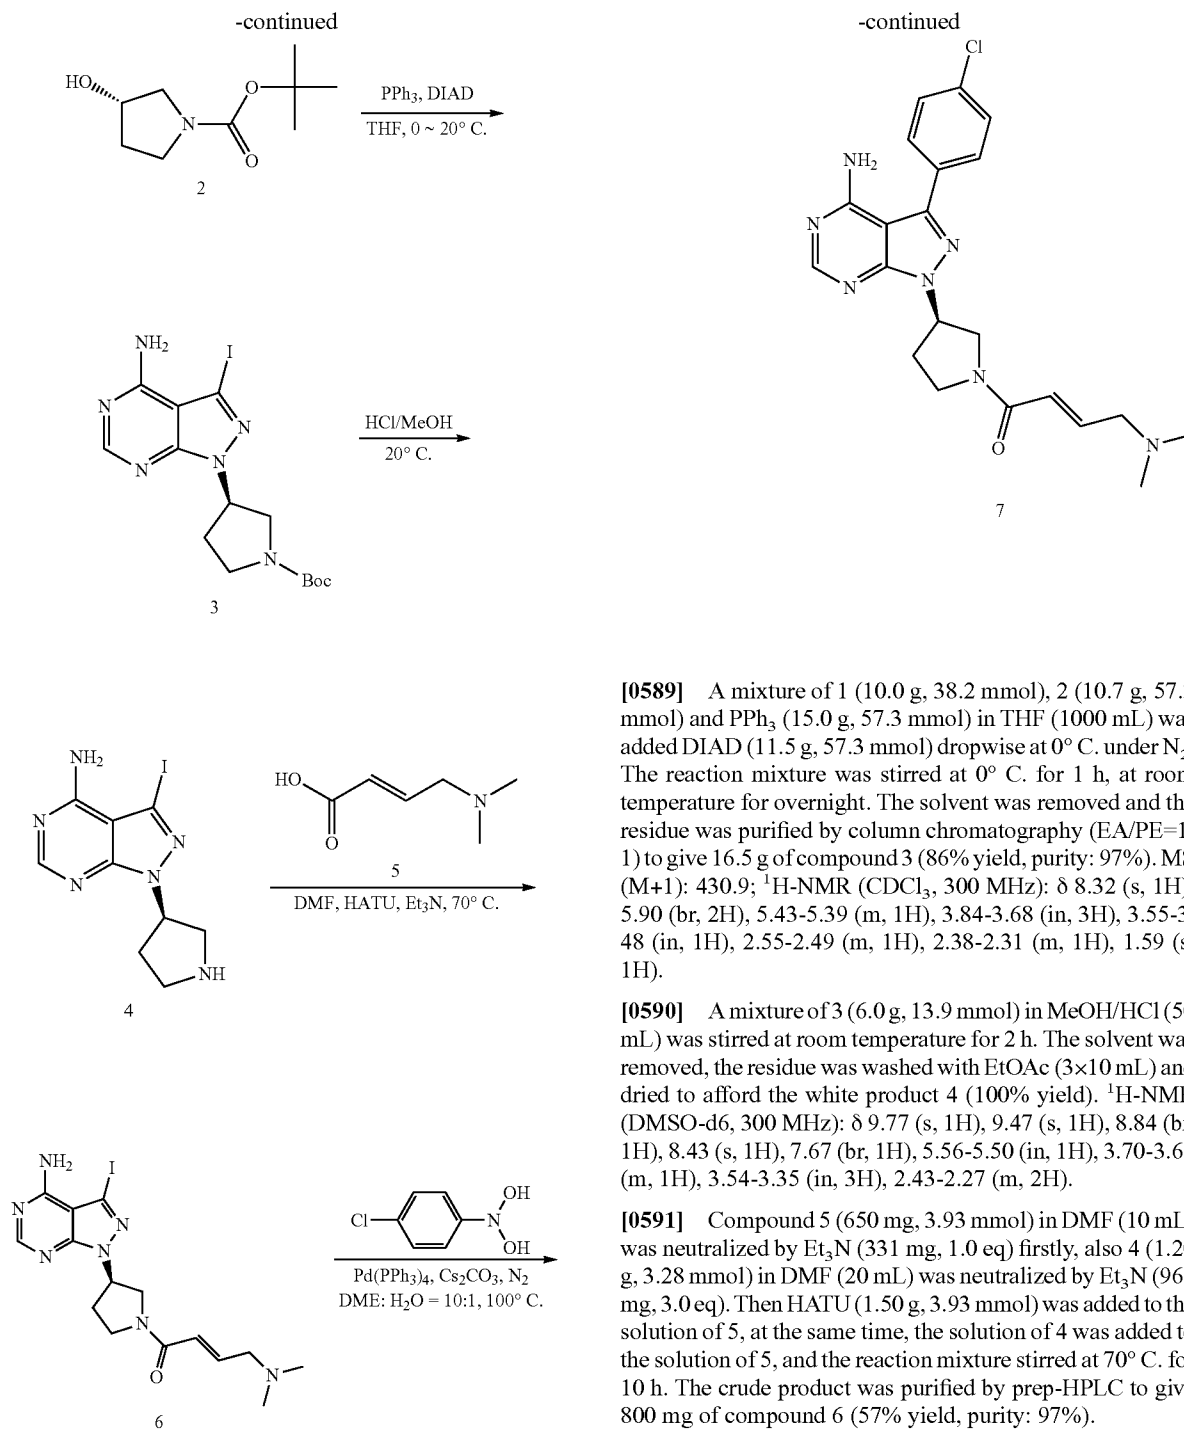 -continued
HO
O
N
O
2
PPh3, DIAD
THF, 0 ~ 20° C.
NH2
I
N
N
N
N
N
Boc
3
HCl/MeOH
20° C.
NH2
I
N
N
N
N
NH
4
HO
O
N
5
DMF, HATU, Et3N, 70° C.
NH2
I
N
N
N
N
N
O
N
6
Cl
N
OH
OH
Pd(PPh3)4, Cs2CO3, N2
DME: H2O = 10:1, 100° C.
-continued
Cl
NH2
N
N
N
N
N
O
N
7
[0589] A mixture of 1 (10.0 g, 38.2 mmol), 2 (10.7 g, 57.
mmol) and PPh3 (15.0 g, 57.3 mmol) in THF (1000 mL)
added DIAD (11.5 g, 57.3 mmol) dropwise at 0° C. under
The reaction mixture was stirred at 0° C. for 1 h, at room
temperature for overnight. The solvent was removed and
residue was purified by column chromatography (EA/PE=1
1) to give 16.5 g of compound 3 (86% yield, purity: 97%).
(M+1): 430.9; 1H-NMR (CDCl3, 300 MHz): δ 8.32 (s, 1H)
5.90 (br, 2H), 5.43-5.39 (m, 1H), 3.84-3.68 (in, 3H), 3.55-3
48 (in, 1H), 2.55-2.49 (m, 1H), 2.38-2.31 (m, 1H), 1.59 (s
1H).
[0590] A mixture of 3 (6.0 g, 13.9 mmol) in MeOH/HCl
mL) was stirred at room temperature for 2 h. The solvent
removed, the residue was washed with EtOAc (3×10 mL)
dried to afford the white product 4 (100% yield). 1H-NMR
(DMSO-d6, 300 MHz): δ 9.77 (s, 1H), 9.47 (s, 1H), 8.84
1H), 8.43 (s, 1H), 7.67 (br, 1H), 5.56-5.50 (in, 1H), 3.70-3.6
(m, 1H), 3.54-3.35 (in, 3H), 2.43-2.27 (m, 2H).
[0591] Compound 5 (650 mg, 3.93 mmol) in DMF (10 mL
was neutralized by Et3N (331 mg, 1.0 eq) firstly, also 4
g, 3.28 mmol) in DMF (20 mL) was neutralized by Et3N
mg, 3.0 eq). Then HATU (1.50 g, 3.93 mmol) was added to
solution of 5, at the same time, the solution of 4 was added
the solution of 5, and the reaction mixture stirred at 70° C.
10 h. The crude product was purified by prep-HPLC to
800 mg of compound 6 (57% yield, purity: 97%).